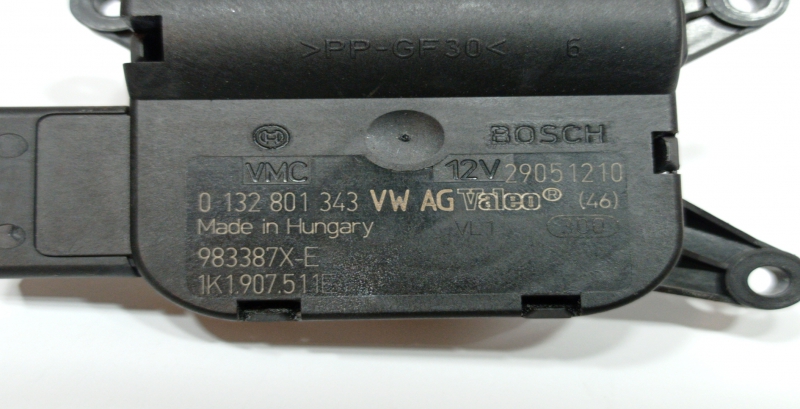 >PP-GF30< 6
BOSCH
VMC 12V 29051210
0 132 801 343 VW AG Valeo® (46)
Made in Hungary
983387X-E
1K1.907.511E